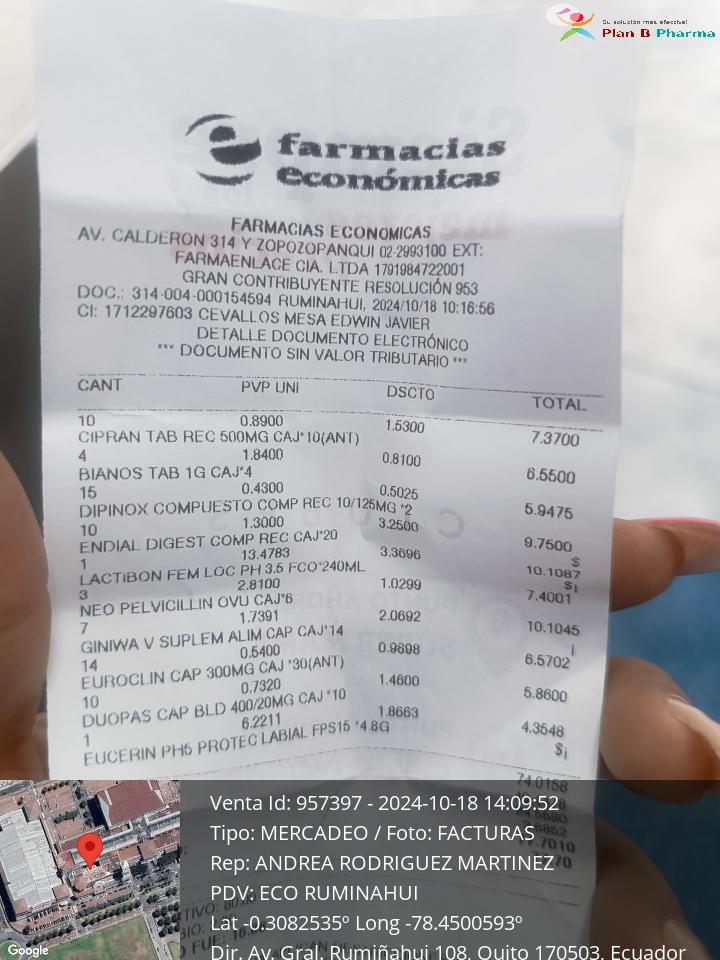 Su solución más efectiva!
Plan B Pharma
farmacias
económicas
FARMACIAS ECONOMICAS
AV. CALDERON 314 Y ZOPOZOPANQUI 02-2993100 EXT:
FARMAENLACE CIA. LTDA 1791984722001
GRAN CONTRIBUYENTE RESOLUCIÓN 953
DOC.: 314-004-000154594 RUMINAHUI, 2024/10/18 10:16:56
CI: 1712297603 CEVALLOS MESA EDWIN JAVIER
DETALLE DOCUMENTO ELECTRÓNICO
*** DOCUMENTO SIN VALOR TRIBUTARIO ***
CANT PVP UNI DSCTO TOTAL
10 0.8900 1.5300 7.3700
CIPRAN TAB REC 500MG CAJ*10(ANT)
4 1.8400 0.8100 6.5500
BIANOS TAB 1G CAJ*4
15 0.4300 0.5025 5.9475
DIPINOX COMPUESTO COMP REC 10/125MG *2
10 1.3000 3.2500 9.7500
ENDIAL DIGEST COMP REC CAJ*20 $
1 13.4783 3.3696 10.1087
LACTIBON FEM LOC PH 3.5 FCO*240ML $¡
3 2.8100 1.0299 7.4001
NEO PELVICILLIN OVU CAJ*6
7 1.7391 2.0692 10.1045
GINIWA V SUPLEM ALIM CAP CAJ*14 ¡
14 0.5400 0.9898 6.5702
EUROCLIN CAP 300MG CAJ *30(ANT)
10 0.7320 1.4600 5.8600
DUOPAS CAP BLD 400/20MG CAJ *10
1 6.2211 1.8663 4.3548
EUCERIN PH5 PROTEC LABIAL FPS15 *4.8G $¡
74.0158
Venta Id: 957397 - 2024-10-18 14:09:52
Tipo: MERCADEO / Foto: FACTURAS
Rep: ANDREA RODRIGUEZ MARTINEZ
PDV: ECO RUMINAHUI
Lat -0.3082535º Long -78.4500593º
Dir. Av. Gral. Rumiñahui 108, Quito 170503, Ecuador
Google